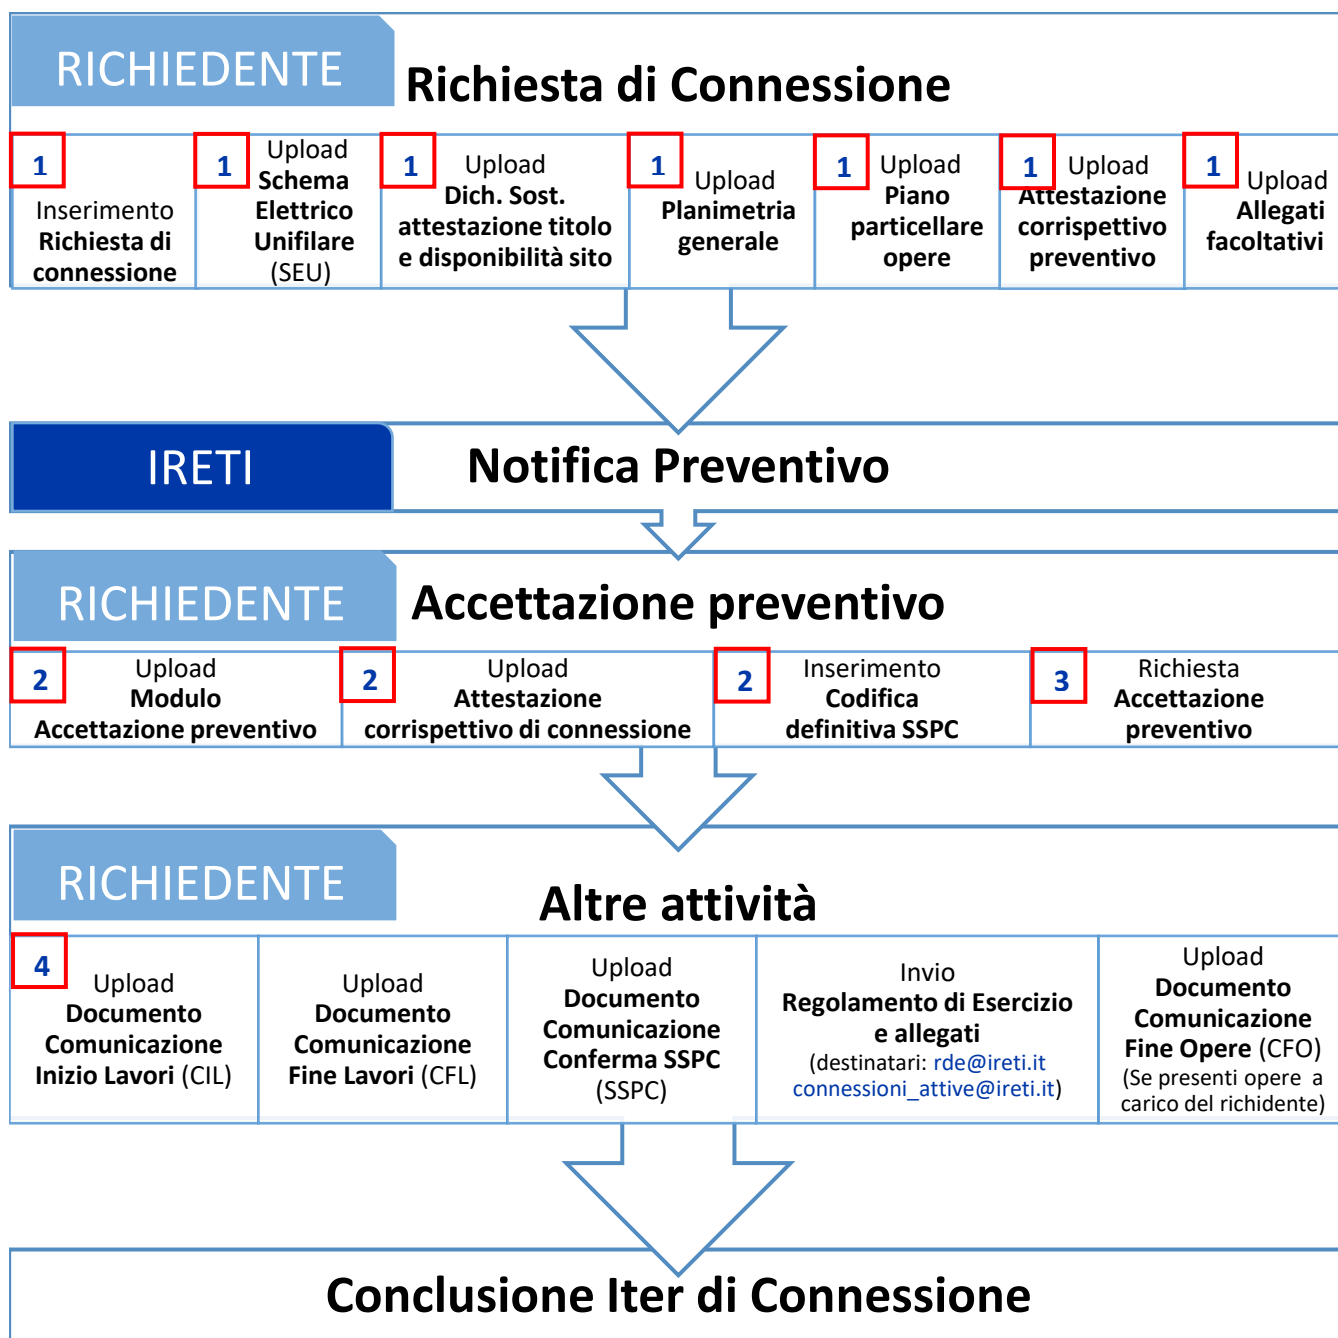 RICHIEDENTE
Richiesta di Connessione
1
Inserimento
Richiesta di
connessione
1
Upload
Schema
Elettrico
Unifilare
(SEU)
1
Upload
Dich. Sost.
attestazione titolo
e disponibilità sito
1
Upload
Planimetria
generale
1
Upload
Piano
particellare
opere
1
Upload
Attestazione
corrispettivo
preventivo
1
Upload
Allegati
facoltativi
IRETI
Notifica Preventivo
RICHIEDENTE
Accettazione preventivo
2
Upload
Modulo
Accettazione preventivo
2
Upload
Attestazione
corrispettivo di connessione
2
Inserimento
Codifica
definitiva SSPC
3
Richiesta
Accettazione
preventivo
RICHIEDENTE
Altre attività
4
Upload
Documento
Comunicazione
Inizio Lavori (CIL)
Upload
Documento
Comunicazione
Fine Lavori (CFL)
Upload
Documento
Comunicazione
Conferma SSPC
(SSPC)
Invio
Regolamento di Esercizio
e allegati
(destinatari: rde@ireti.it
connessioni_attive@ireti.it)
Upload
Documento
Comunicazione
Fine Opere (CFO)
(Se presenti opere a
carico del richidente)
Conclusione Iter di Connessione